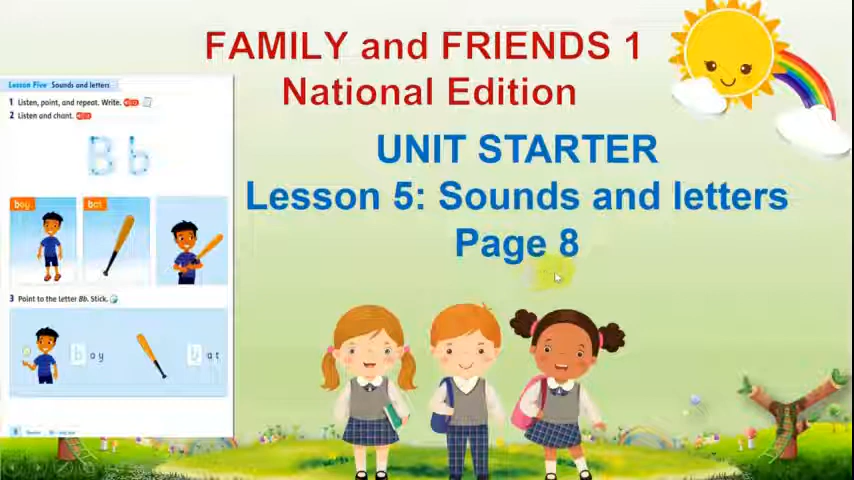 FAMILY and FRIENDS 1
National Edition
UNIT STARTER
Lesson 5: Sounds and letters
Page 8
Lesson Five Sounds and letters
1 Listen, point, and repeat. Write.
2 Listen and chant.
Bb
boy
bat
3 Point to the letter Bb. Stick.
boy
bat
8